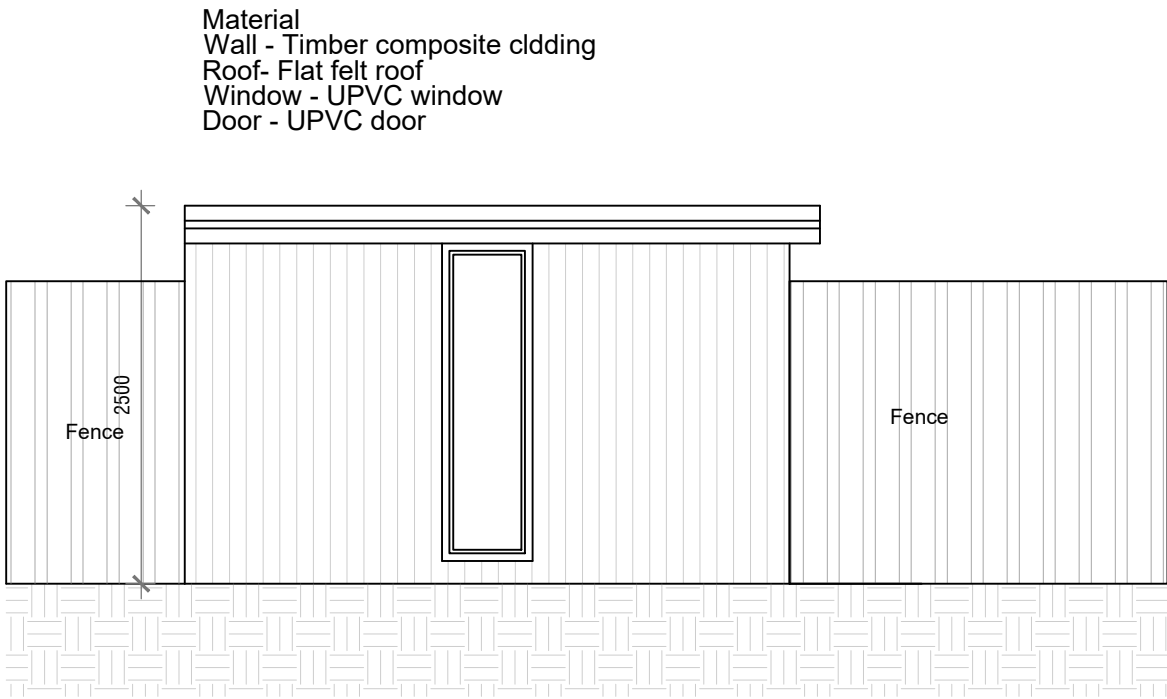 Material
Wall - Timber composite cldding
Roof- Flat felt roof
Window - UPVC window
Door - UPVC door
2500
Fence
Fence